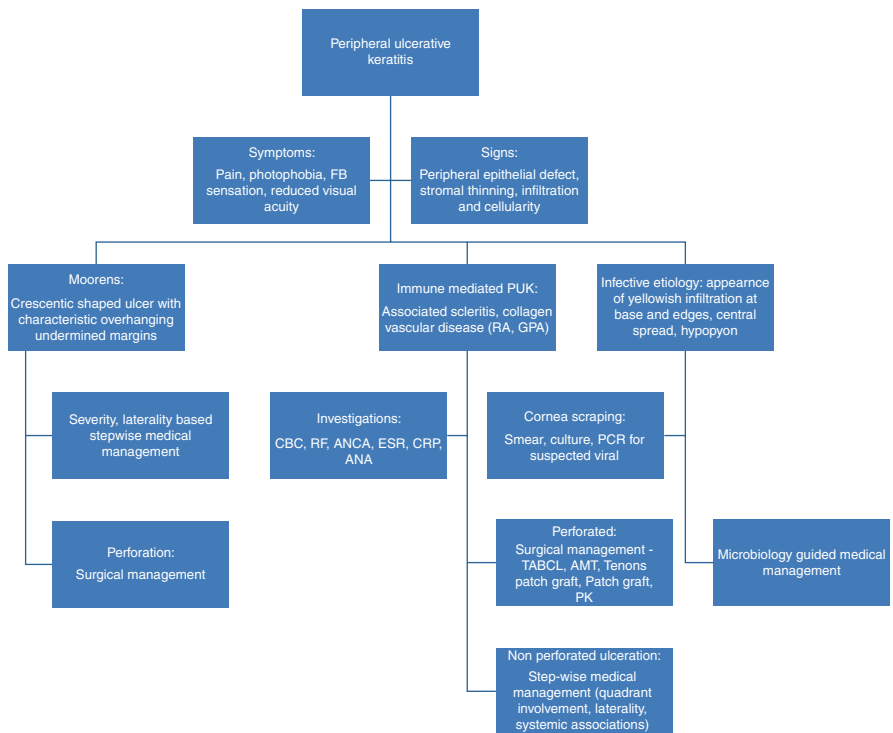 Peripheral ulcerative
keratitis
Symptoms:
Pain, photophobia, FB
sensation, reduced visual
acuity
Signs:
Peripheral epithelial defect,
stromal thinning, infiltration
and cellularity
Moorens:
Crescentic shaped ulcer with
characteristic overhanging
undermined margins
Immune mediated PUK:
Associated scleritis, collagen
vascular disease (RA, GPA)
Infective etiology: appearnce
of yellowish infiltration at
base and edges, central
spread, hypopyon
Severity, laterality based
stepwise medical
management
Investigations:
CBC, RF, ANCA, ESR, CRP,
ANA
Cornea scraping:
Smear, culture, PCR for
suspected viral
Perforation:
Surgical management
Perforated:
Surgical management -
TABCL, AMT, Tenons
patch graft, Patch graft,
PK
Microbiology guided medical
management
Non perforated ulceration:
Step-wise medical
management (quadrant
involvement, laterality,
systemic associations)